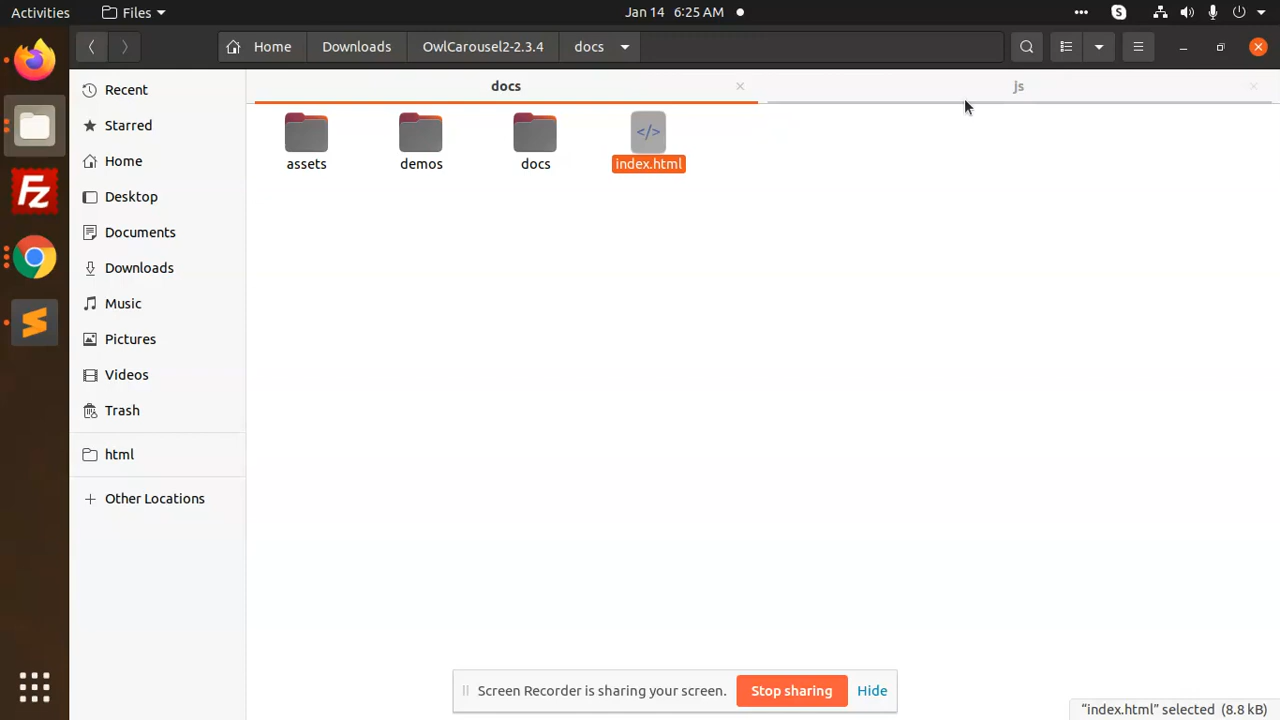 Activities
Files
Jan 14 6:25 AM
Home
Downloads
OwlCarousel2-2.3.4
docs
docs
js
Recent
Starred
Home
Desktop
Documents
Downloads
Music
Pictures
Videos
Trash
html
Other Locations
assets
demos
docs
</>
index.html
Fz
Screen Recorder is sharing your screen.
Stop sharing
Hide
“index.html” selected (8.8 kB)